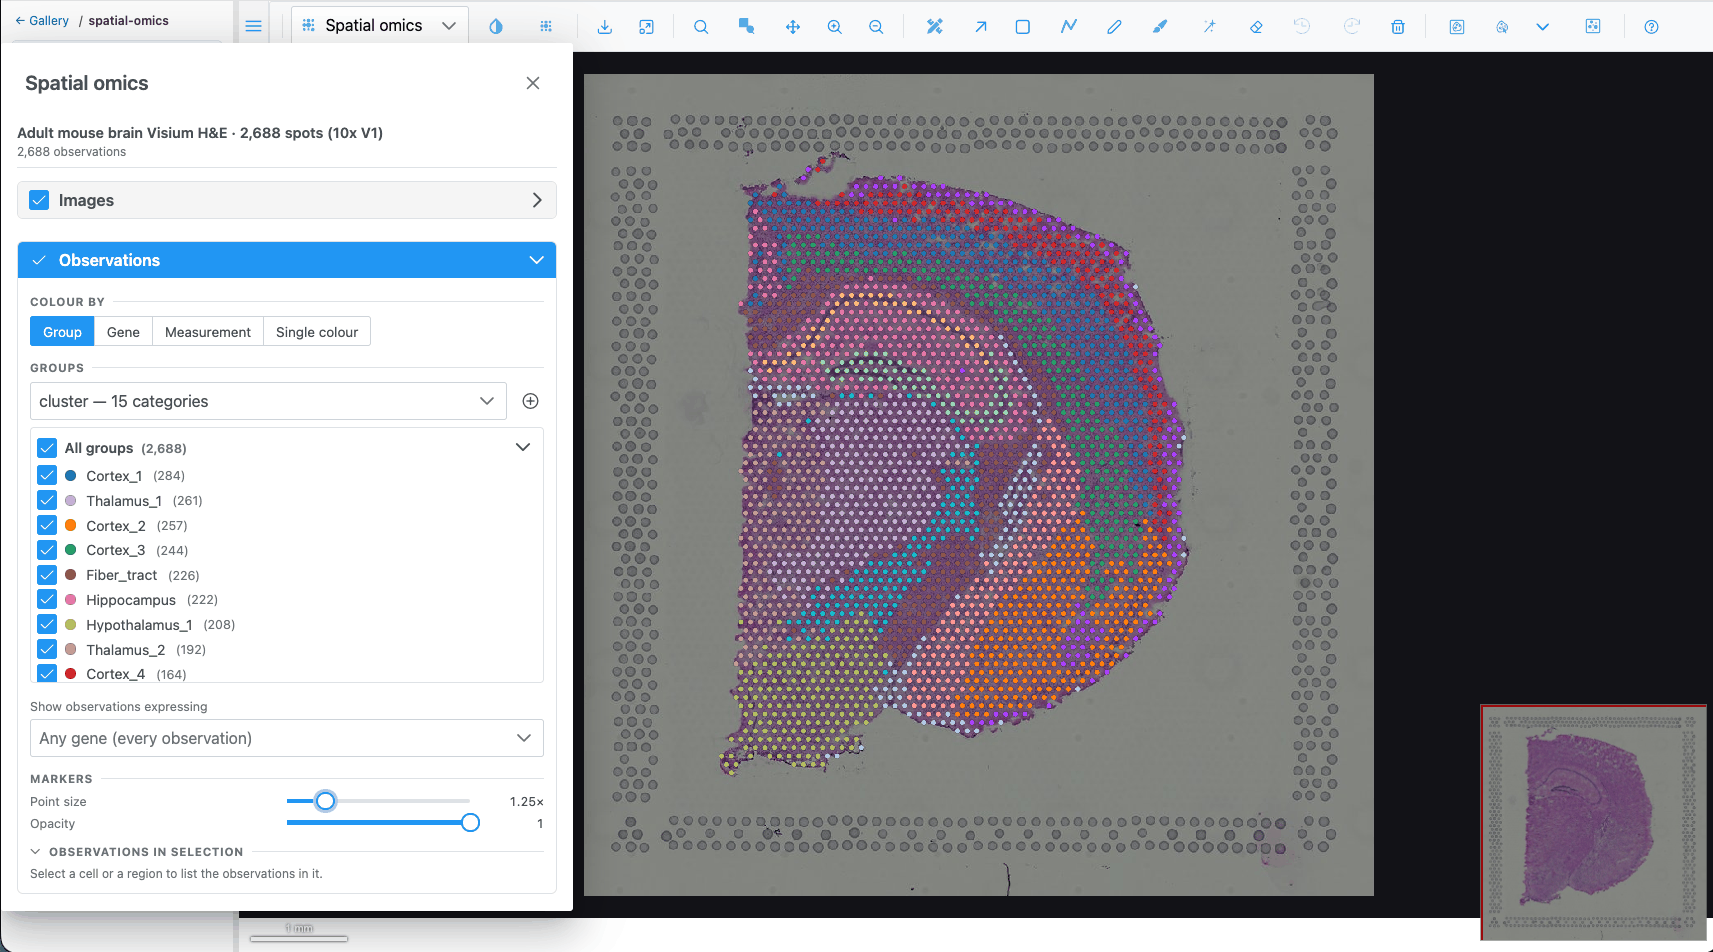 ← Gallery / spatial-omics
Spatial omics
Spatial omics
Adult mouse brain Visium H&E · 2,688 spots (10x V1)
2,688 observations
Images
Observations
COLOUR BY
Group Gene Measurement Single colour
GROUPS
cluster — 15 categories
All groups (2,688)
Cortex_1 (284)
Thalamus_1 (261)
Cortex_2 (257)
Cortex_3 (244)
Fiber_tract (226)
Hippocampus (222)
Hypothalamus_1 (208)
Thalamus_2 (192)
Cortex_4 (164)
Show observations expressing
Any gene (every observation)
MARKERS
Point size 1.25×
Opacity 1
OBSERVATIONS IN SELECTION
Select a cell or a region to list the observations in it.
1 mm